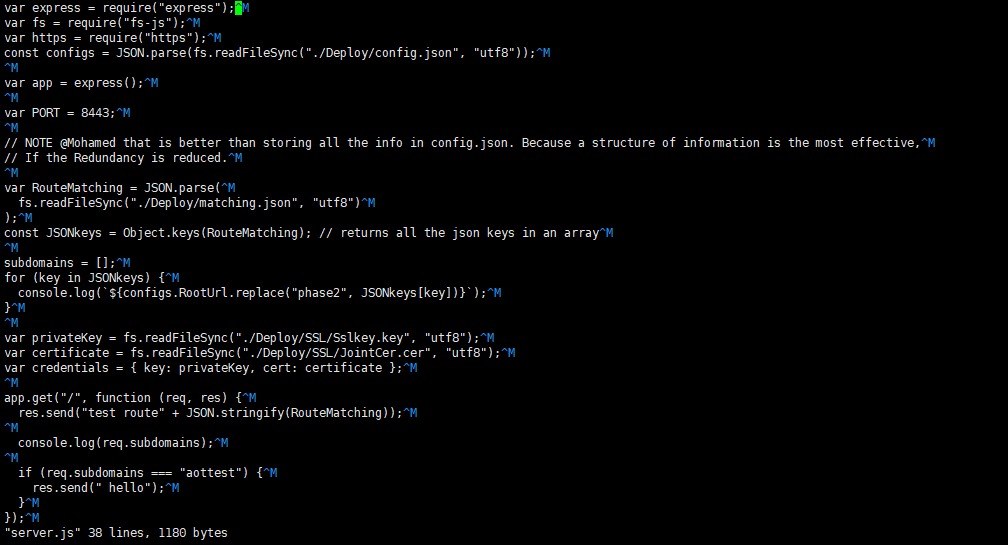 var express = require("express");^M
var fs = require("fs-js");^M
var https = require("https");^M
const configs = JSON.parse(fs.readFileSync("./Deploy/config.json", "utf8"));^M
^M
var app = express();^M
^M
var PORT = 8443;^M
^M
// NOTE @Mohamed that is better than storing all the info in config.json. Because a structure of information is the most effective,^M
// If the Redundancy is reduced.^M
^M
var RouteMatching = JSON.parse(^M
  fs.readFileSync("./Deploy/matching.json", "utf8")^M
);^M
const JSONkeys = Object.keys(RouteMatching); // returns all the json keys in an array^M
^M
subdomains = [];^M
for (key in JSONkeys) {^M
  console.log(`${configs.RootUrl.replace("phase2", JSONkeys[key])}`);^M
}^M
^M
var privateKey = fs.readFileSync("./Deploy/SSL/Sslkey.key", "utf8");^M
var certificate = fs.readFileSync("./Deploy/SSL/JointCer.cer", "utf8");^M
var credentials = { key: privateKey, cert: certificate };^M
^M
app.get("/", function (req, res) {^M
  res.send("test route" + JSON.stringify(RouteMatching));^M
^M
  console.log(req.subdomains);^M
^M
  if (req.subdomains === "aottest") {^M
    res.send(" hello");^M
  }^M
});^M
"server.js" 38 lines, 1180 bytes